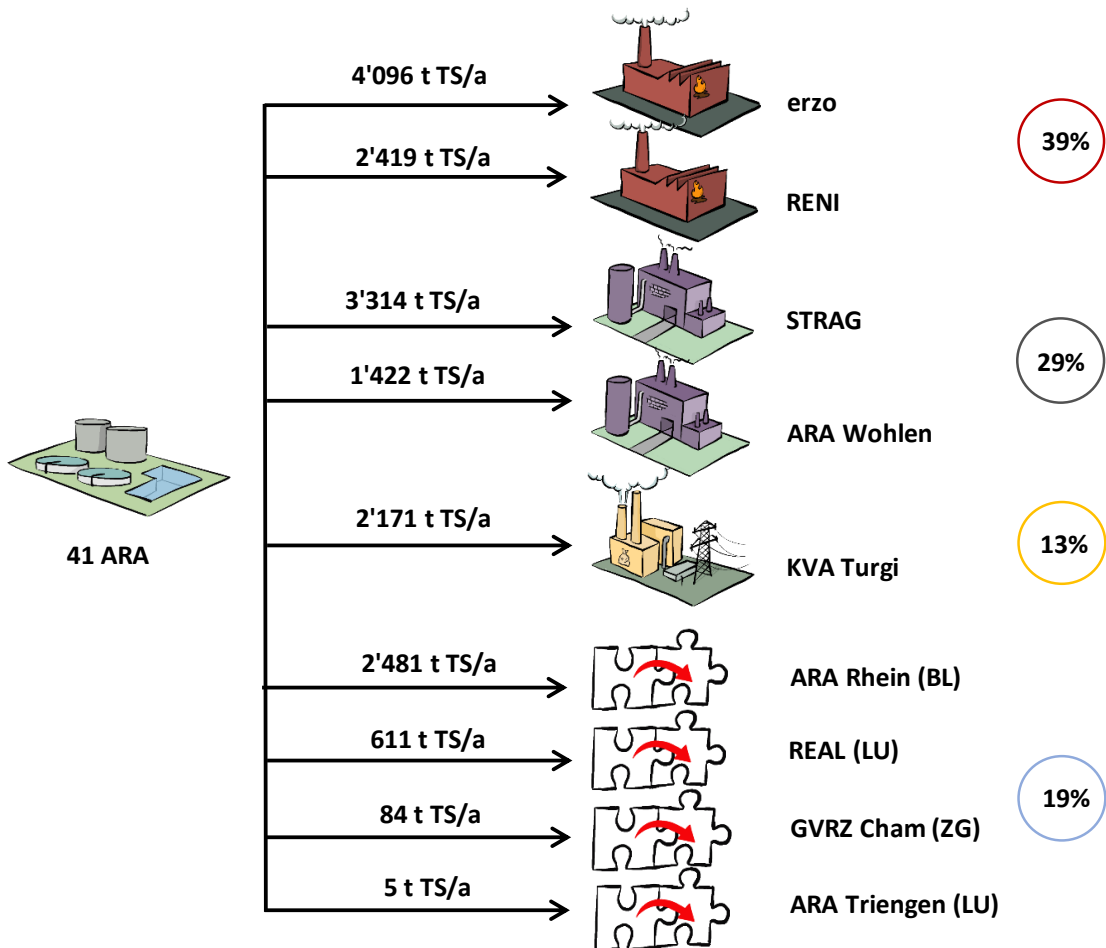 4'096 t TS/a
erzo
39%
2'419 t TS/a
RENI
3'314 t TS/a
STRAG
29%
1'422 t TS/a
ARA Wohlen
41 ARA
2'171 t TS/a
KVA Turgi
13%
2'481 t TS/a
ARA Rhein (BL)
611 t TS/a
REAL (LU)
19%
84 t TS/a
GVRZ Cham (ZG)
5 t TS/a
ARA Triengen (LU)